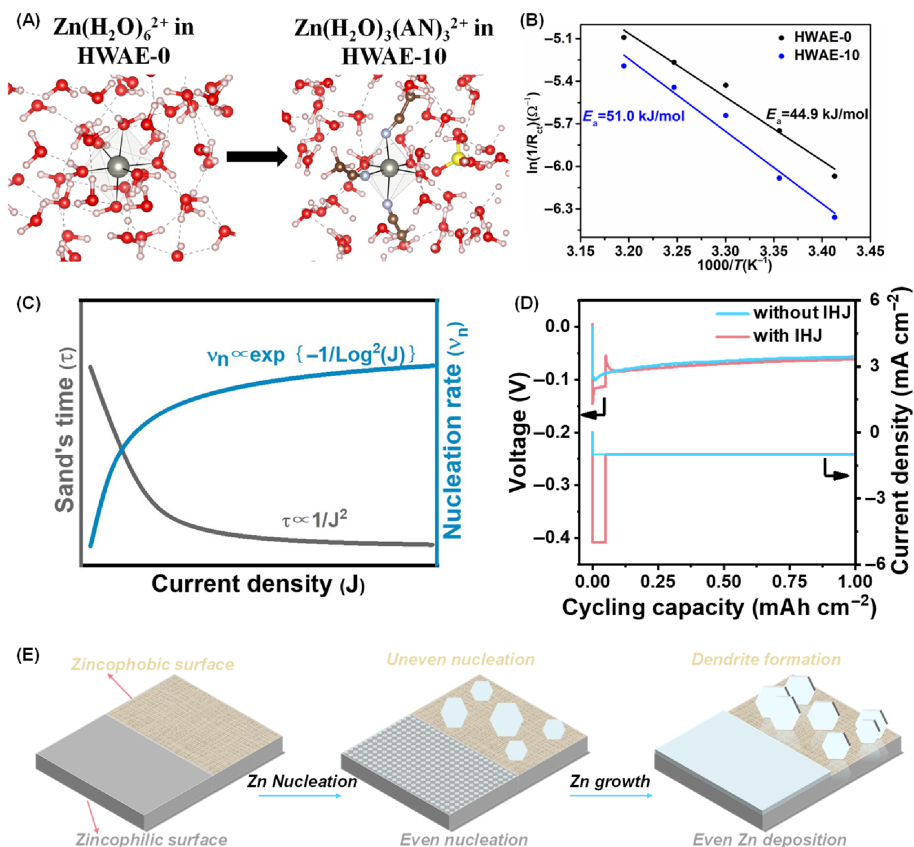 (A)
Zn(H₂O)₆²⁺ in
HWAE-0
Zn(H₂O)₃(AN)₃²⁺ in
HWAE-10
(B)
HWAE-0
HWAE-10
Eₐ=51.0 kJ/mol
Eₐ=44.9 kJ/mol
ln(1/R_ct)(Ω⁻¹)
−5.1
−5.4
−5.7
−6.0
−6.3
3.15 3.20 3.25 3.30 3.35 3.40 3.45
1000/T(K⁻¹)
(C)
Sand's time (τ)
Nucleation rate (νₙ)
νₙ∝exp {-1/Log²(J)}
τ∝1/J²
Current density (J)
(D)
without IHJ
with IHJ
Voltage (V)
0.0
−0.1
−0.2
−0.3
−0.4
Current density (mA cm⁻²)
6
3
0
−3
−6
0.00 0.25 0.50 0.75 1.00
Cycling capacity (mAh cm⁻²)
(E)
Zincophobic surface
Uneven nucleation
Dendrite formation
Zn Nucleation
Zn growth
Zincophilic surface
Even nucleation
Even Zn deposition